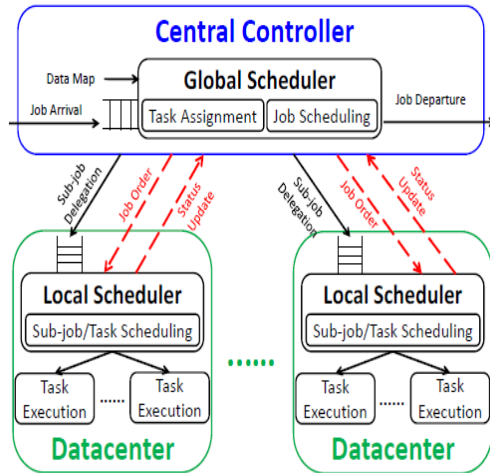 Central Controller
Data Map
Global Scheduler
Job Arrival
Task Assignment
Job Scheduling
Job Departure
Sub-job
Delegation
Job Order
Status
Update
Sub-job
Delegation
Job Order
Status
Update
Local Scheduler
Sub-job/Task Scheduling
Task
Execution
......
Task
Execution
Datacenter
......
Local Scheduler
Sub-job/Task Scheduling
Task
Execution
......
Task
Execution
Datacenter